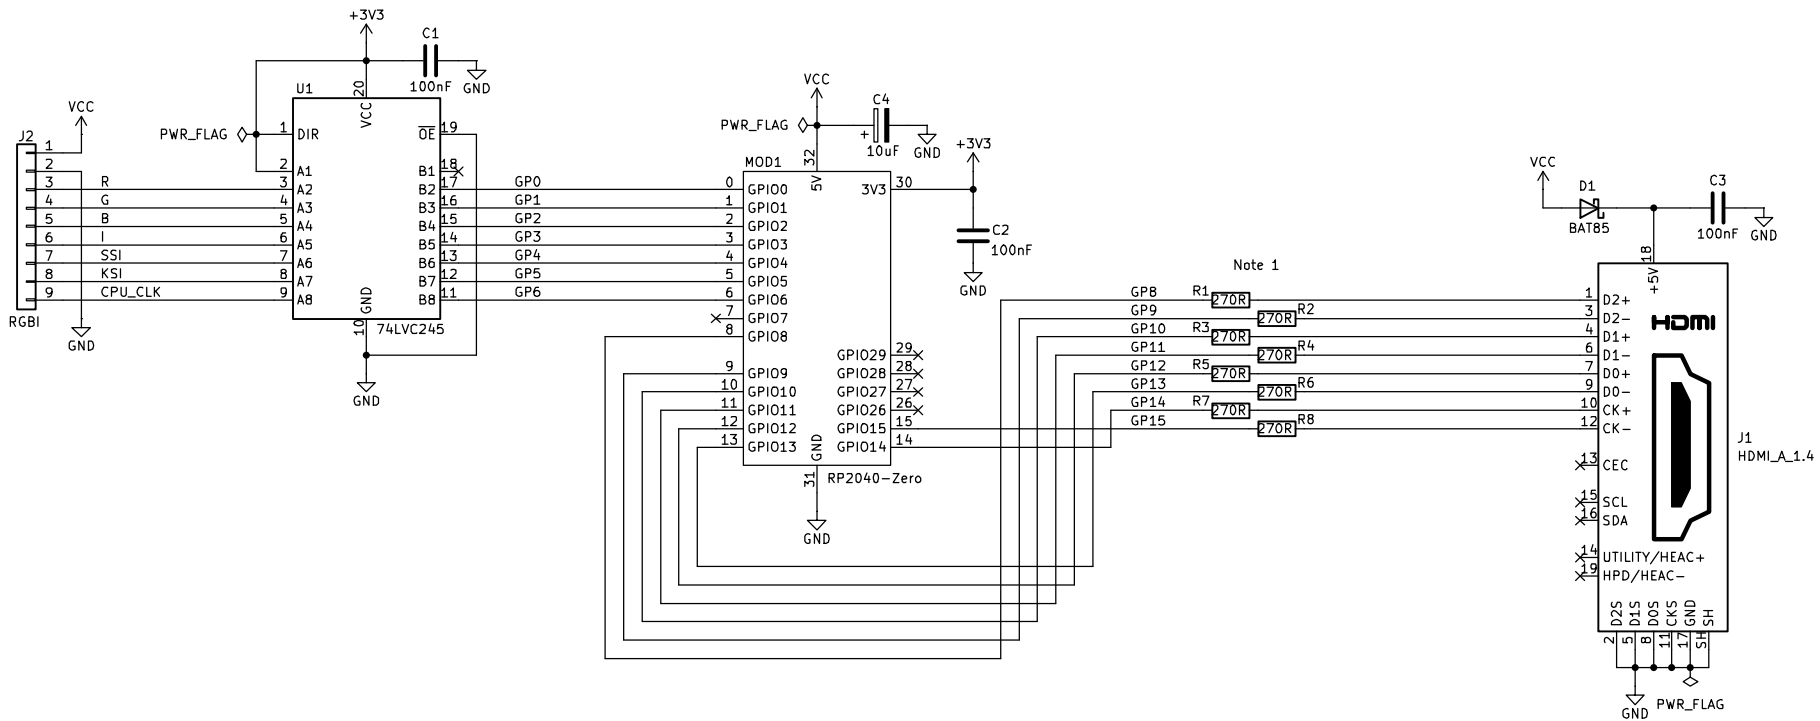 +3V3
C1
100nF
GND
U1
20
VCC
VCC
J2
PWR_FLAG
1
DIR
OE
19
1
2
3
4
5
6
7
8
9
RGBI
GND
R
G
B
I
SSI
KSI
CPU_CLK
2
A1
B1
18
3
A2
B2
17
4
A3
B3
16
5
A4
B4
15
6
A5
B5
14
7
A6
B6
13
8
A7
B7
12
9
A8
B8
11
GND
10
74LVC245
GND
GP0
GP1
GP2
GP3
GP4
GP5
GP6
VCC
C4
PWR_FLAG
+
10uF
GND
+3V3
MOD1
32
5V
3V3
30
C2
100nF
GND
0
GPIO0
1
GPIO1
2
GPIO2
3
GPIO3
4
GPIO4
5
GPIO5
6
GPIO6
7
GPIO7
8
GPIO8
9
GPIO9
10
GPIO10
11
GPIO11
12
GPIO12
13
GPIO13
GPIO29
29
GPIO28
28
GPIO27
27
GPIO26
26
GPIO15
15
GPIO14
14
GND
31
RP2040-Zero
GND
Note 1
GP8
R1
270R
GP9
270R
R2
GP10
R3
270R
GP11
270R
R4
GP12
R5
270R
GP13
270R
R6
GP14
R7
270R
GP15
270R
R8
VCC
D1
BAT85
C3
100nF
GND
18
+5V
1
D2+
3
D2-
HDMI
4
D1+
6
D1-
7
D0+
9
D0-
10
CK+
12
CK-
J1
HDMI_A_1.4
13
CEC
15
SCL
16
SDA
14
UTILITY/HEAC+
19
HPD/HEAC-
D2S
D1S
D0S
CKS
GND
SH
2
5
8
11
17
SH
GND
PWR_FLAG